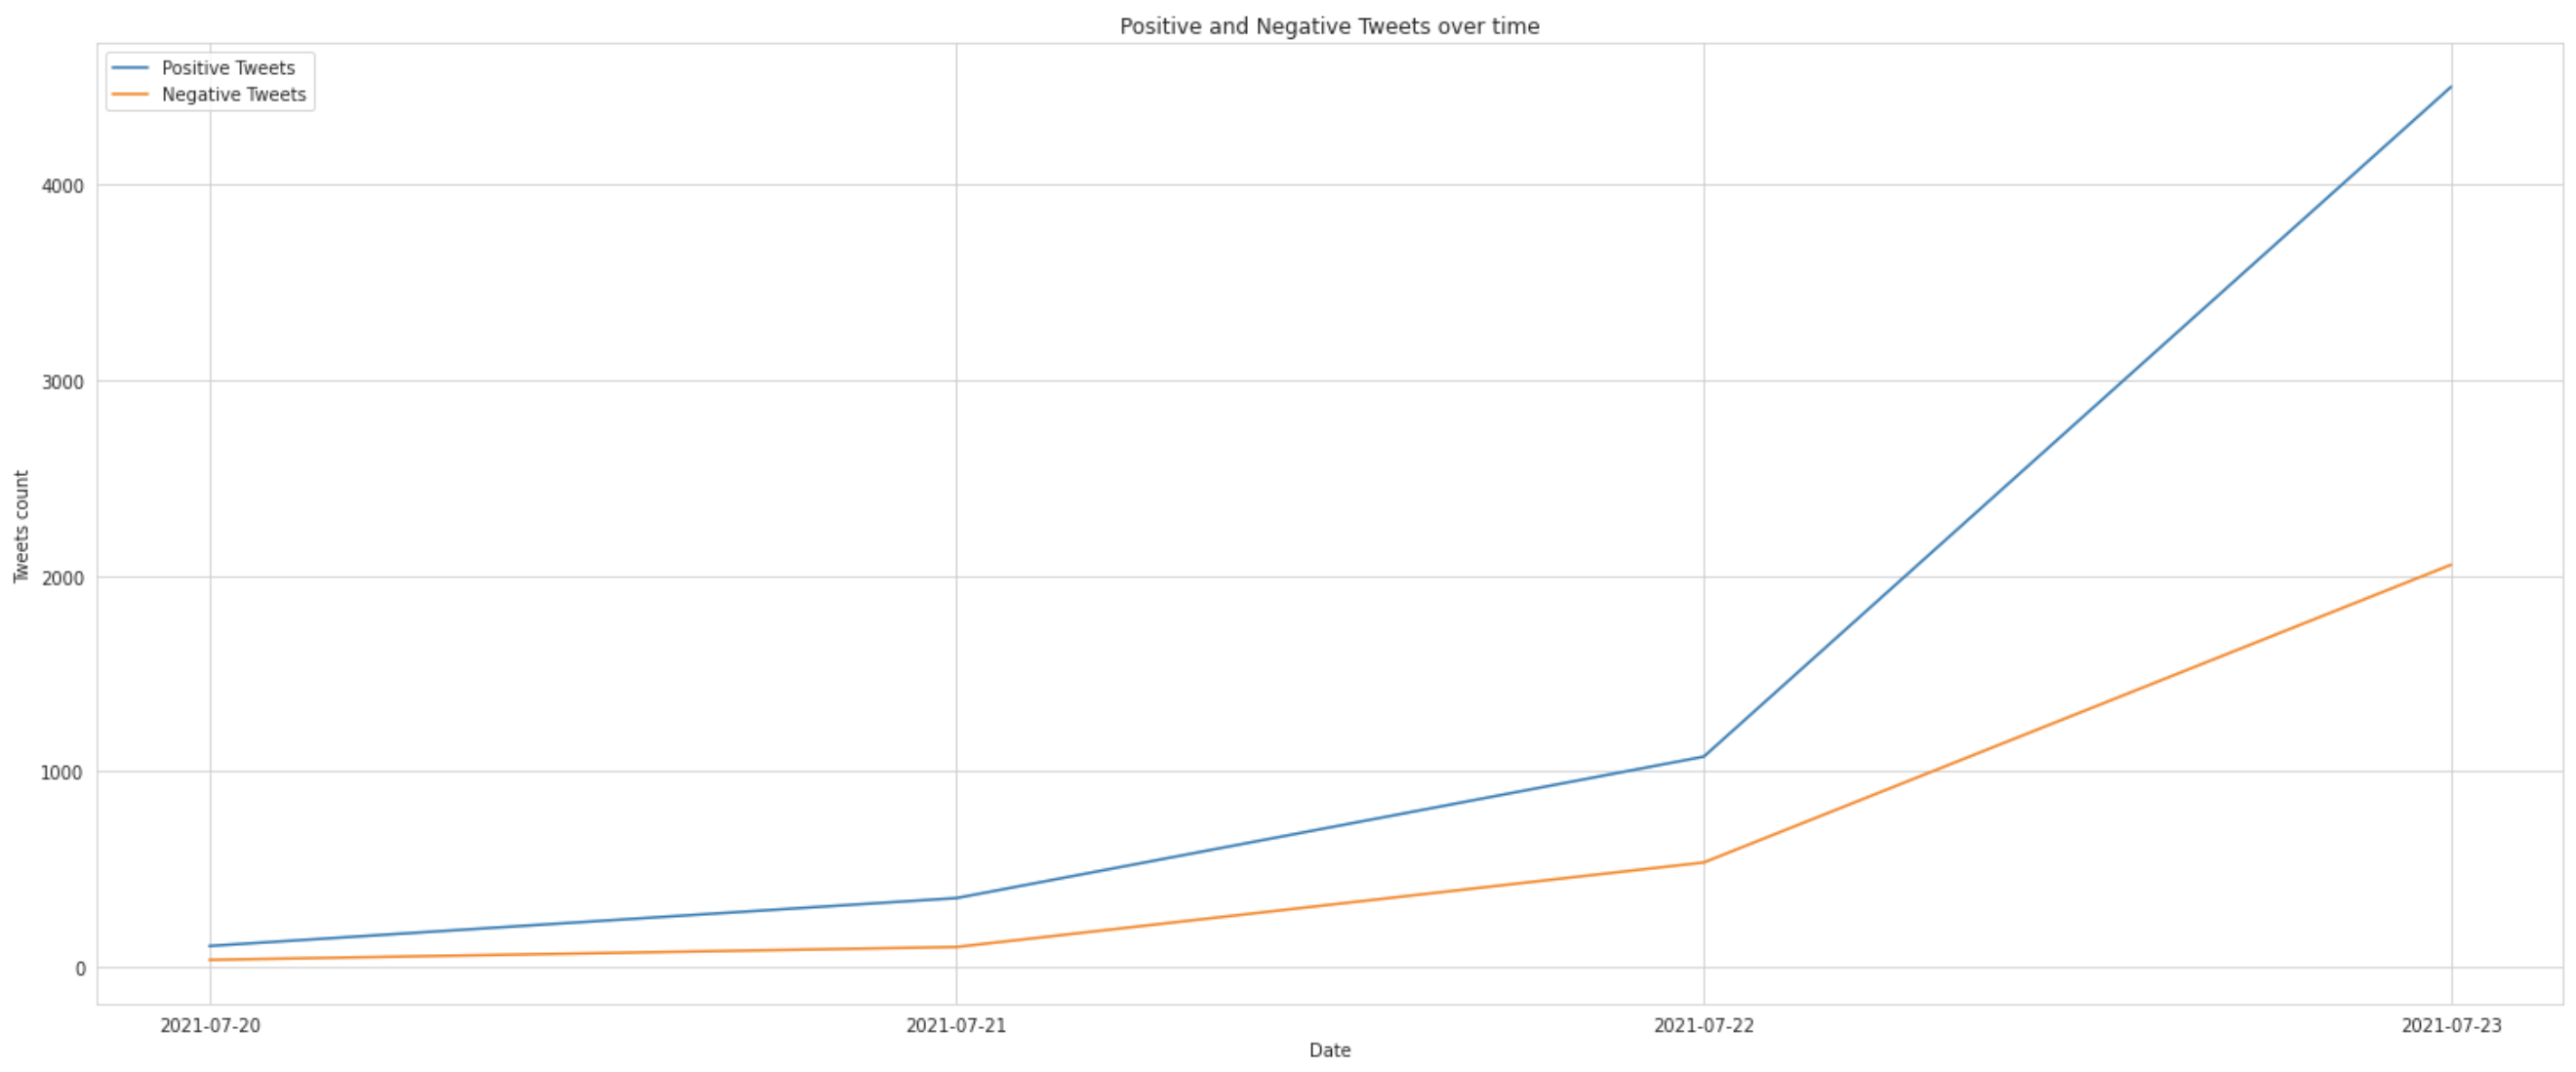 Positive and Negative Tweets over time
Positive Tweets
Negative Tweets
4000
3000
2000
1000
0
Tweets count
2021-07-20 2021-07-21 2021-07-22 2021-07-23
Date